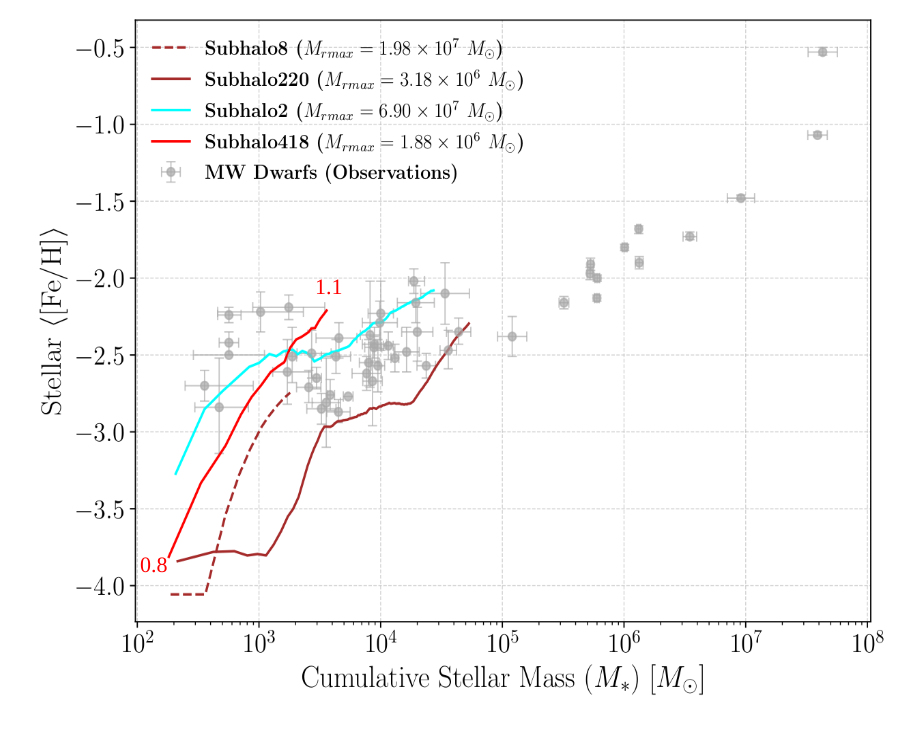 Subhalo8 (M_rmax = 1.98 × 10^7 M_⊙)
Subhalo220 (M_rmax = 3.18 × 10^6 M_⊙)
Subhalo2 (M_rmax = 6.90 × 10^7 M_⊙)
Subhalo418 (M_rmax = 1.88 × 10^6 M_⊙)
MW Dwarfs (Observations)
Stellar ⟨[Fe/H]⟩
−0.5
−1.0
−1.5
−2.0
−2.5
−3.0
−3.5
−4.0
1.1
0.8
10^2 10^3 10^4 10^5 10^6 10^7 10^8
Cumulative Stellar Mass (M_*) [M_⊙]